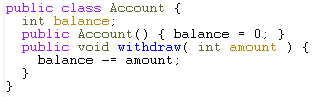 public class Account {
  int balance;
  public Account() { balance = 0; }
  public void withdraw( int amount ) {
    balance -= amount;
  }
}